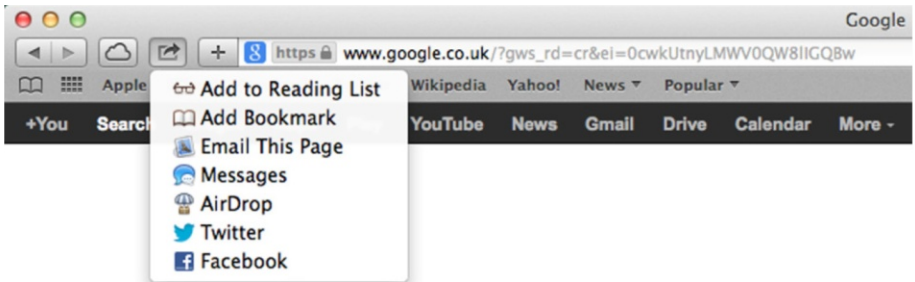 Google
https www.google.co.uk/?gws_rd=cr&ei=0cwkUtnyLMWV0QW8lIGQBw
Apple Wikipedia Yahoo! News Popular
+You Search YouTube News Gmail Drive Calendar More
Add to Reading List
Add Bookmark
Email This Page
Messages
AirDrop
Twitter
Facebook